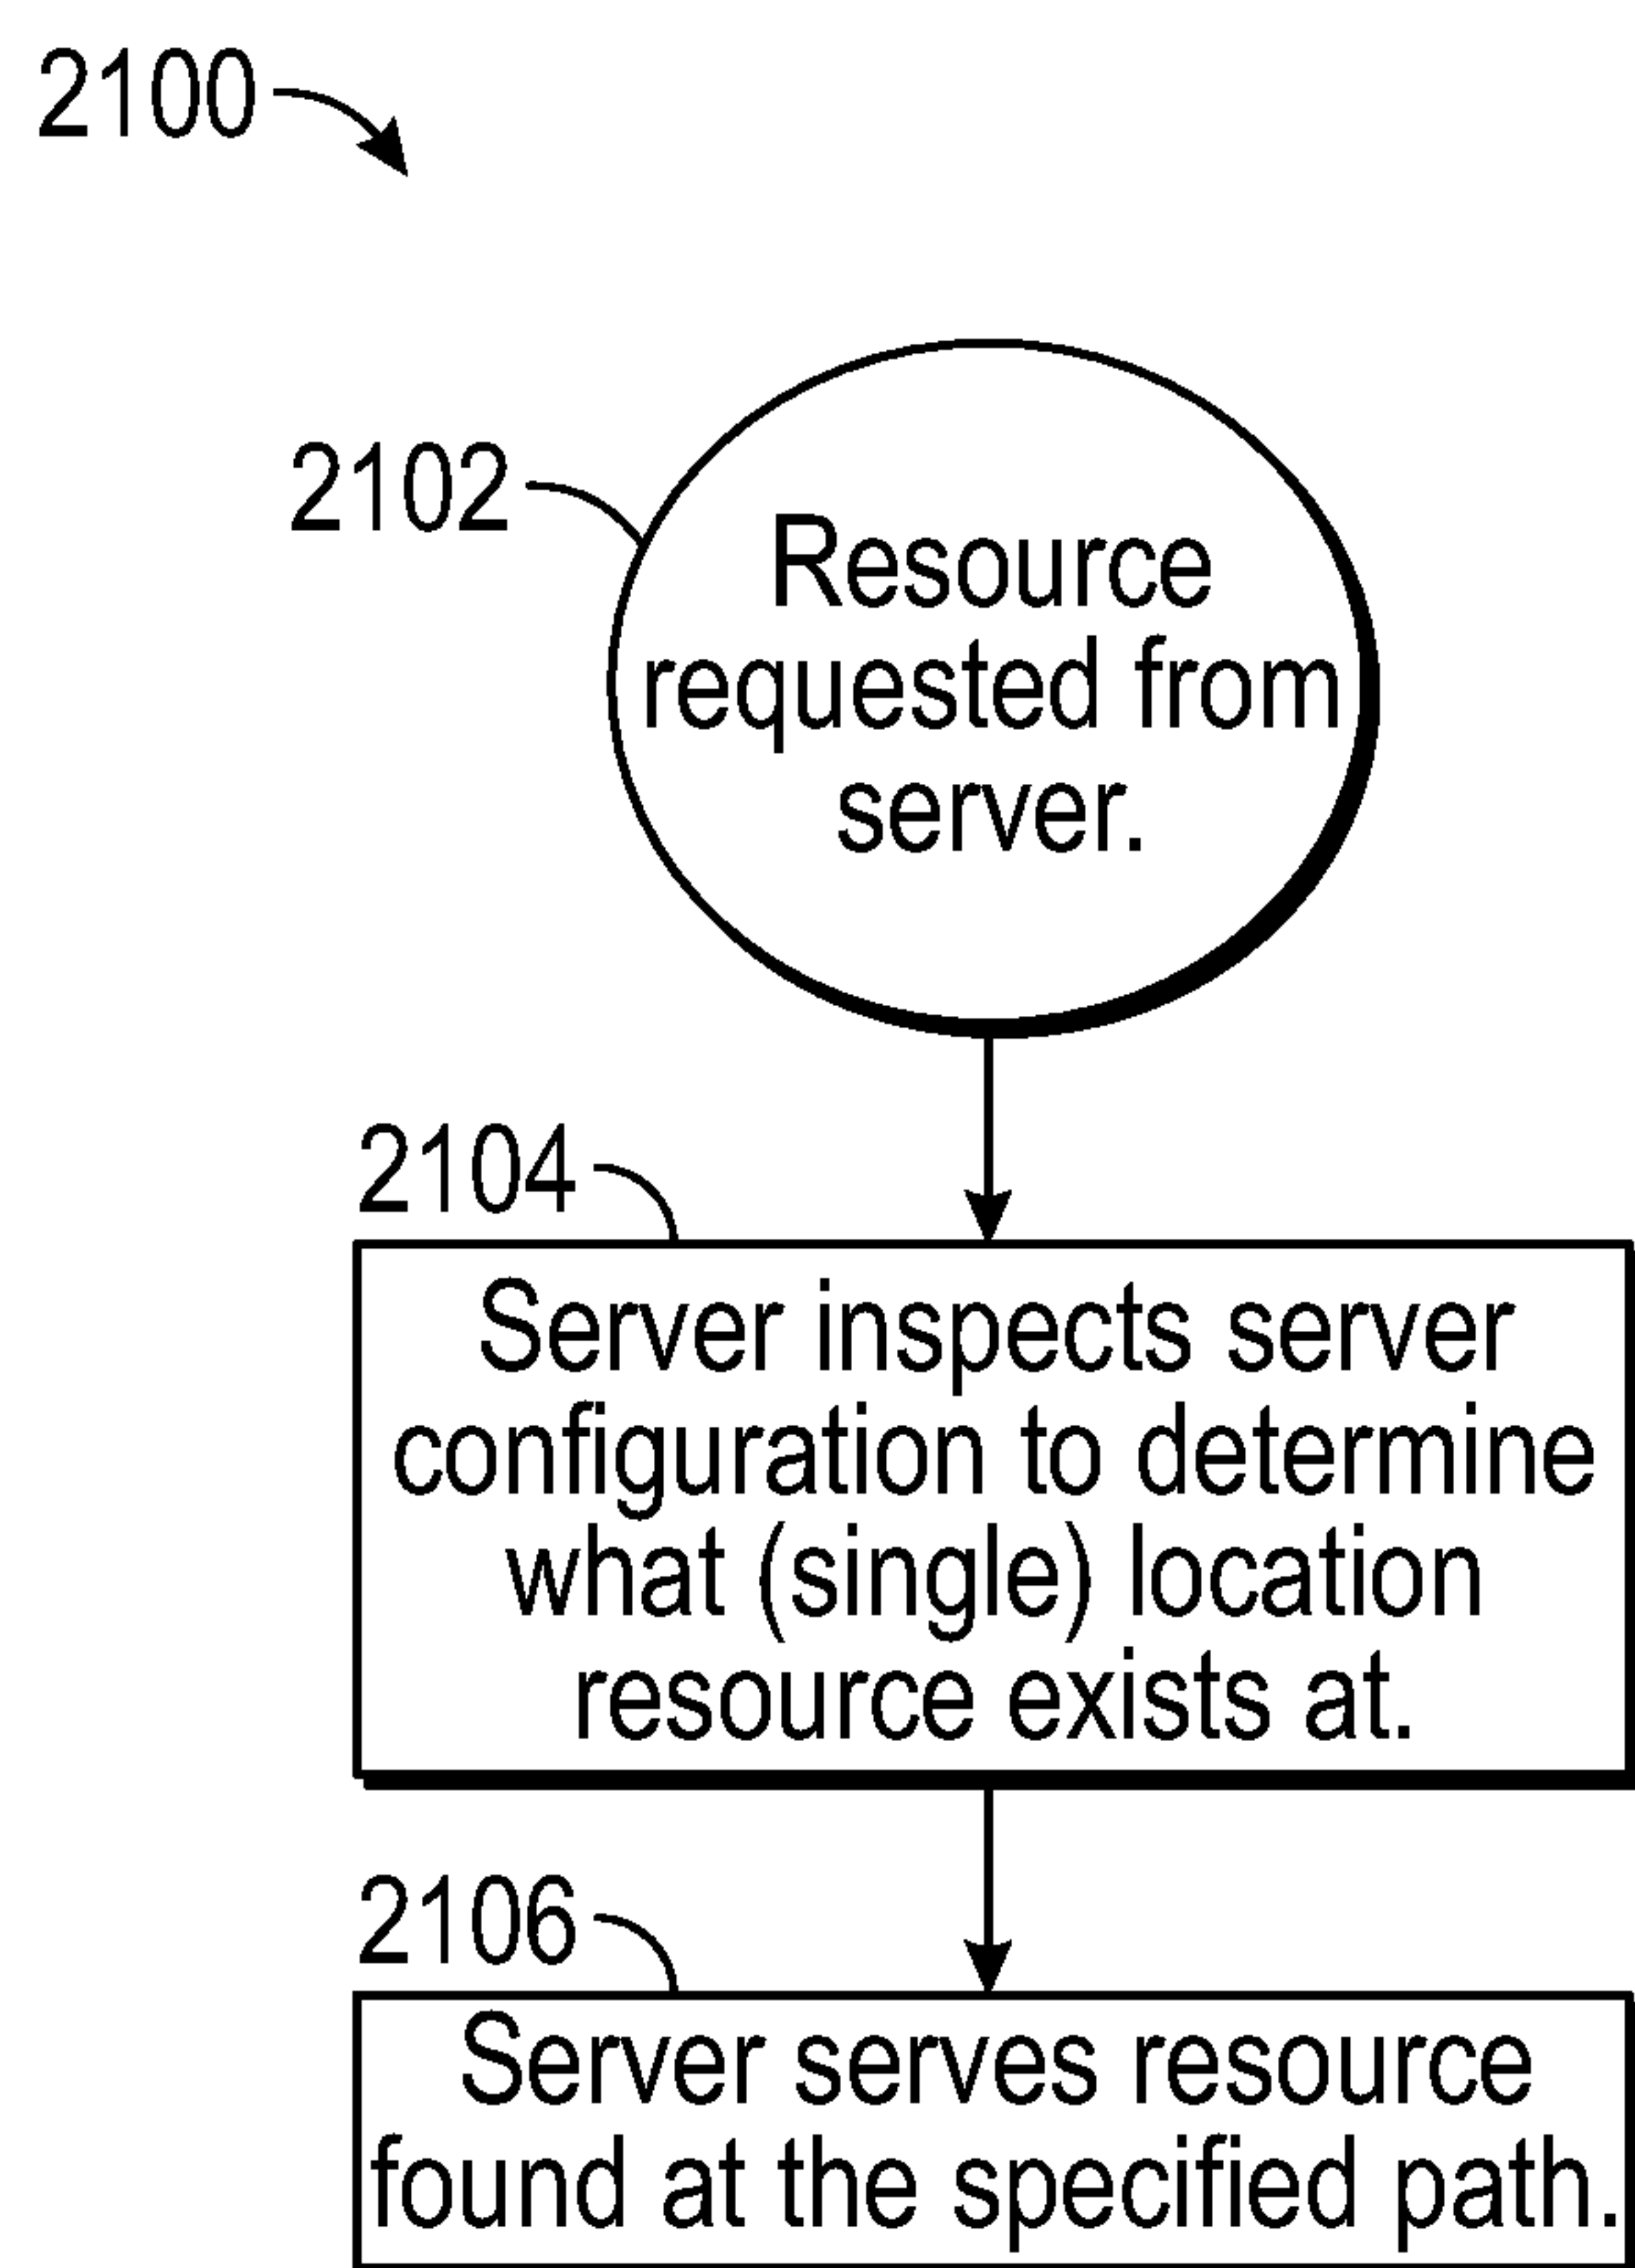 2100
2102
Resource
requested from
server.
2104
Server inspects server
configuration to determine
what (single) location
resource exists at.
2106
Server serves resource
found at the specified path.